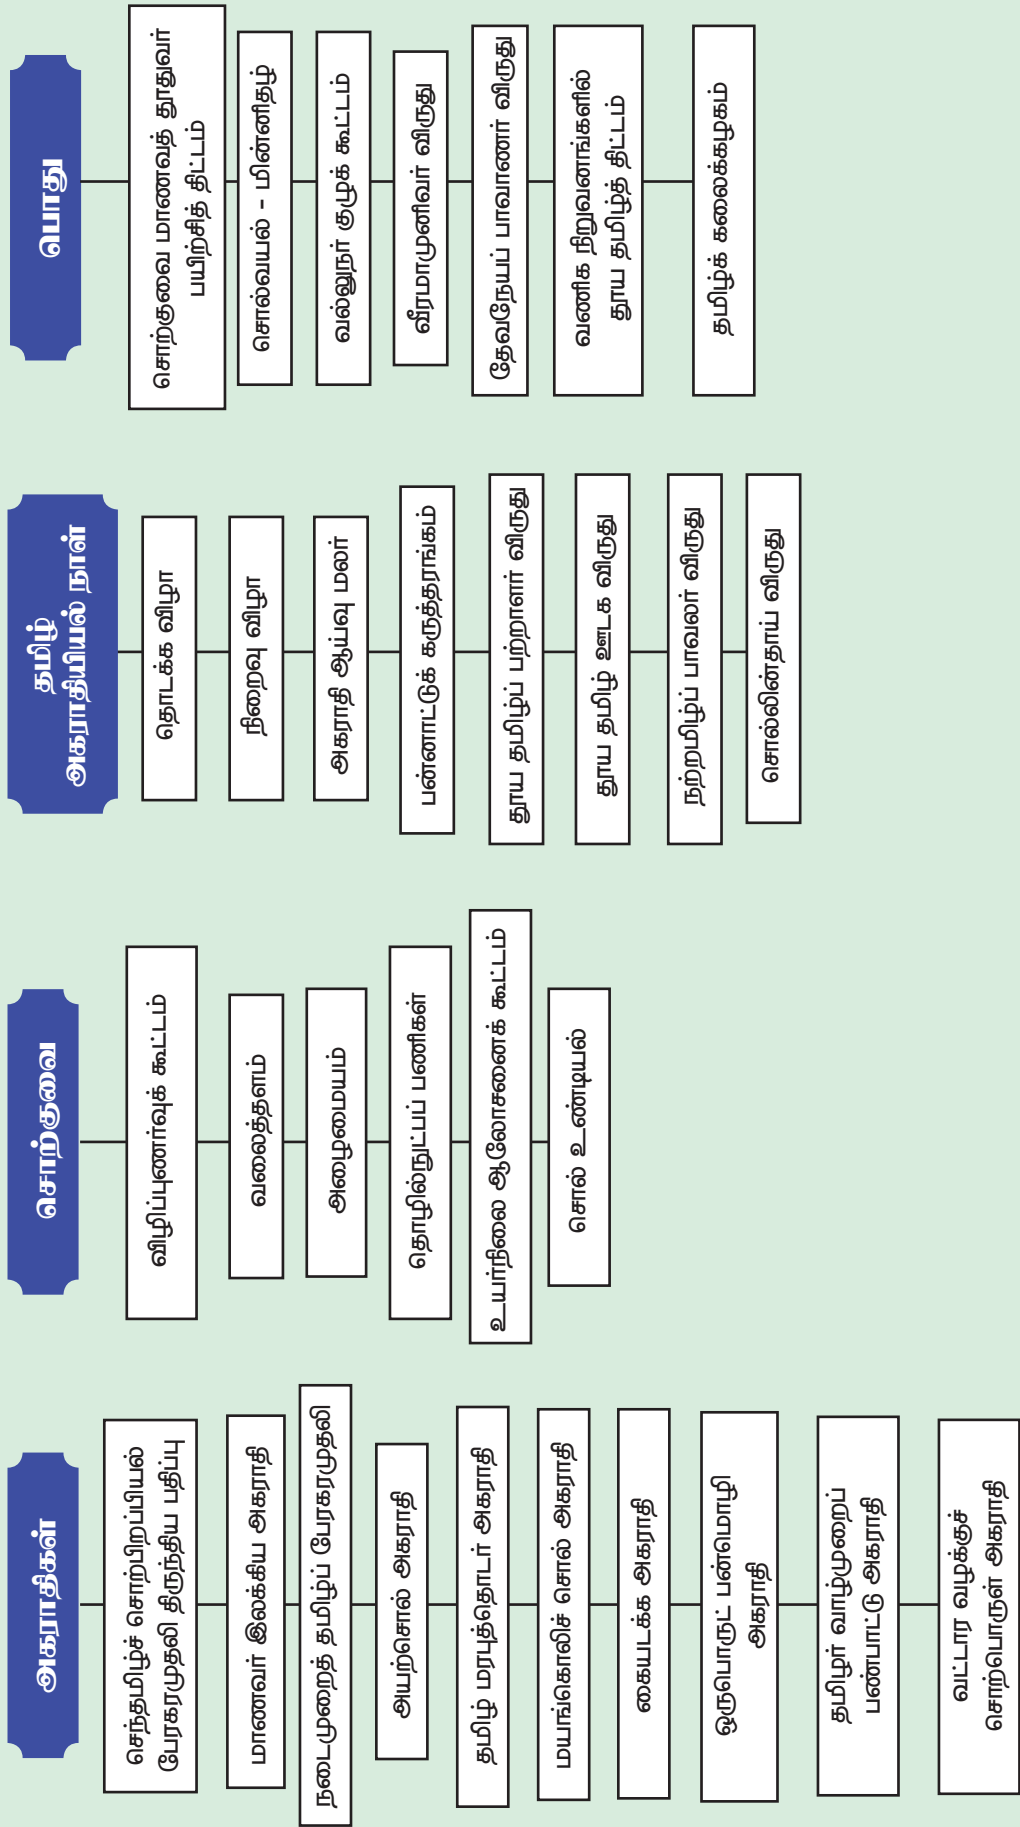 அகராதிகள்
செந்தமிழ்ச் சொற்பிறப்பியல்
பேரகரமுதலி திருந்திய பதிப்பு
மாணவர் இலக்கிய அகராதி
நடைமுறைத் தமிழ்ப் பேரகரமுதலி
அயற்சொல் அகராதி
தமிழ் மரபுத்தொடர் அகராதி
மயங்கொலிச் சொல் அகராதி
கையடக்க அகராதி
ஒருபொருட் பன்மொழி
அகராதி
தமிழர் வாழ்முறைப்
பண்பாட்டு அகராதி
வட்டார வழக்குச்
சொற்பொருள் அகராதி
சொற்குவை
விழிப்புணர்வுக் கூட்டம்
வலைத்தளம்
அழைமையம்
தொழில்நுட்பப் பணிகள்
உயர்நிலை ஆலோசனைக் கூட்டம்
சொல் உண்டியல்
தமிழ்
அகராதியியல் நாள்
தொடக்க விழா
நிறைவு விழா
அகராதி ஆய்வு மலர்
பன்னாட்டுக் கருத்தரங்கம்
தூய தமிழ்ப் பற்றாளர் விருது
தூய தமிழ் ஊடக விருது
நற்றமிழ்ப் பாவலர் விருது
சொல்லின்தாய் விருது
பொது
சொற்குவை மாணவத் தூதுவர்
பயிற்சித் திட்டம்
சொல்வயல் - மின்னிதழ்
வல்லுநர் குழுக் கூட்டம்
வீரமாமுனிவர் விருது
தேவநேயப் பாவாணர் விருது
வணிக நிறுவனங்களில்
தூய தமிழ்த் திட்டம்
தமிழ்க் கலைக்கழகம்